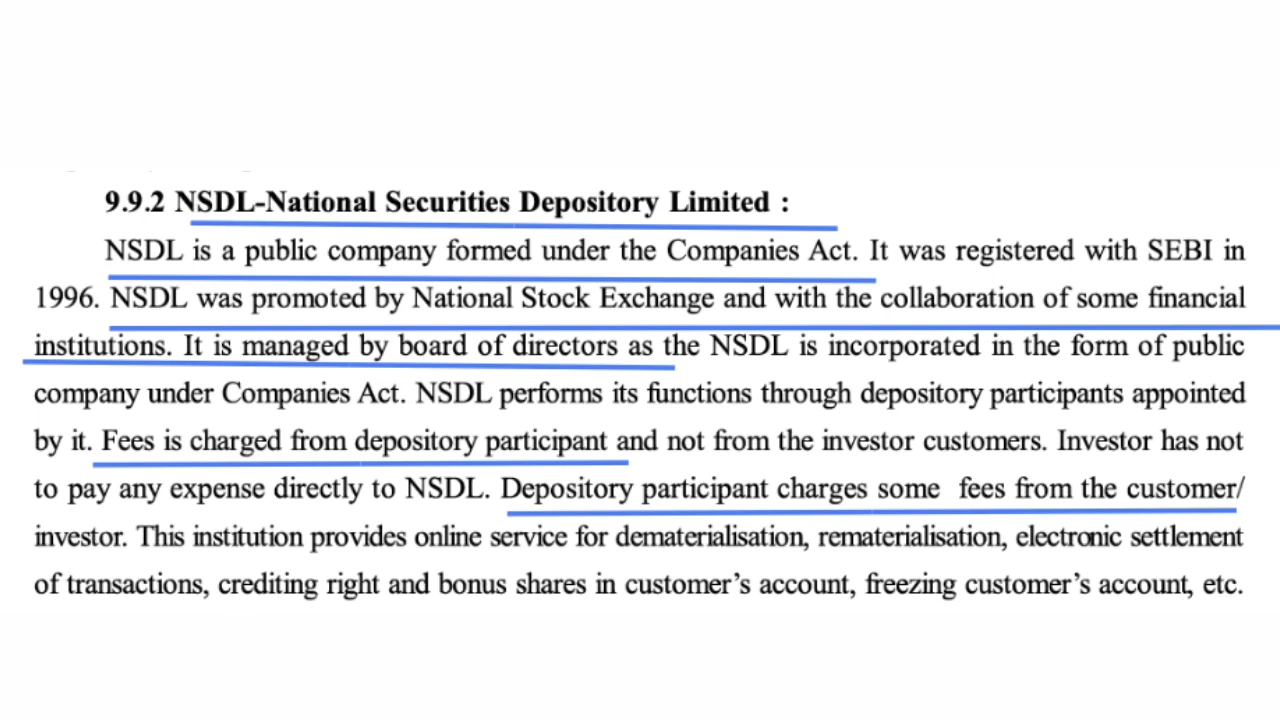 9.9.2 NSDL-National Securities Depository Limited :
NSDL is a public company formed under the Companies Act. It was registered with SEBI in
1996. NSDL was promoted by National Stock Exchange and with the collaboration of some financial
institutions. It is managed by board of directors as the NSDL is incorporated in the form of public
company under Companies Act. NSDL performs its functions through depository participants appointed
by it. Fees is charged from depository participant and not from the investor customers. Investor has not
to pay any expense directly to NSDL. Depository participant charges some fees from the customer/
investor. This institution provides online service for dematerialisation, rematerialisation, electronic settlement
of transactions, crediting right and bonus shares in customer's account, freezing customer's account, etc.